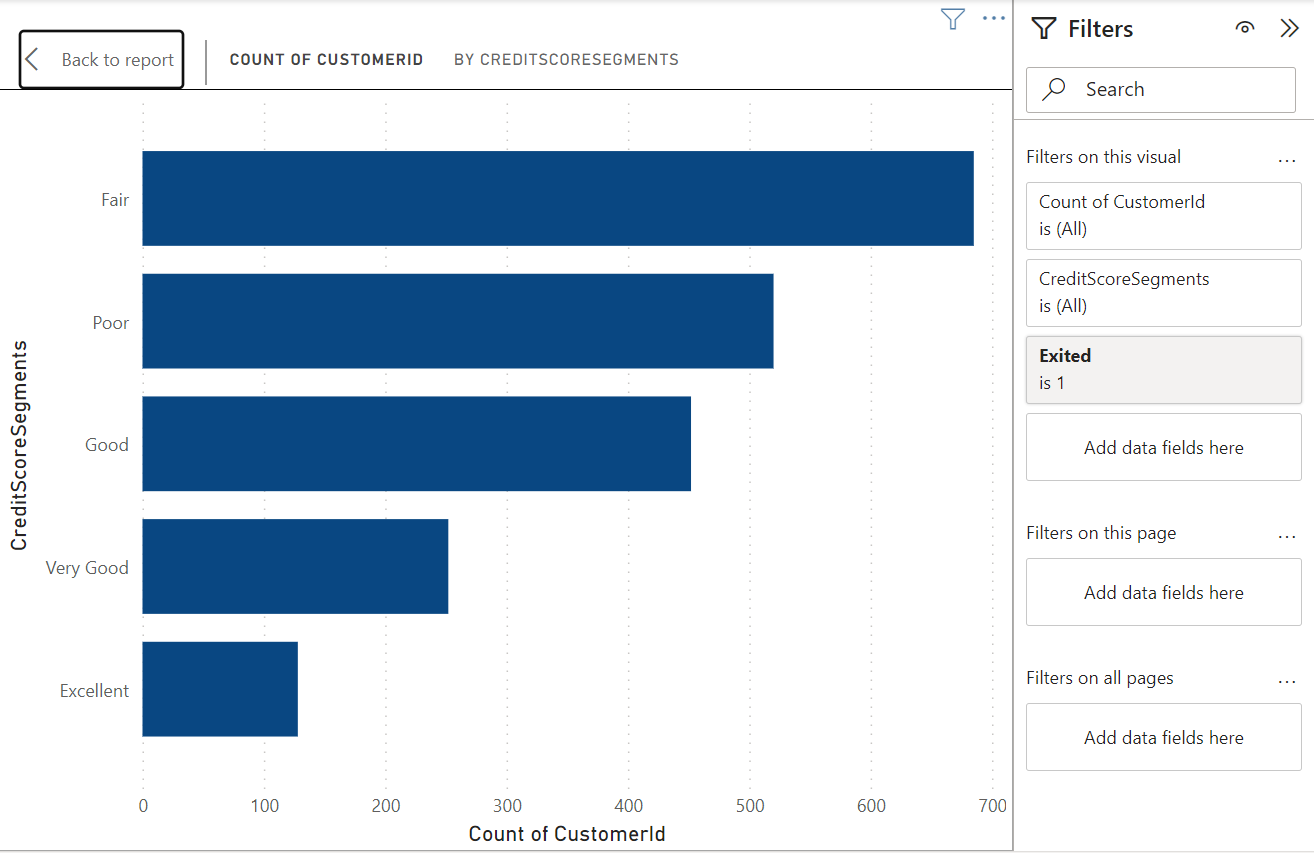 Back to report
COUNT OF CUSTOMERID
BY CREDITSCORESEGMENTS
CreditScoreSegments
Fair
Poor
Good
Very Good
Excellent
0 100 200 300 400 500 600 700
Count of CustomerId
Filters
Search
Filters on this visual
Count of CustomerId
is (All)
CreditScoreSegments
is (All)
Exited
is 1
Add data fields here
Filters on this page
Add data fields here
Filters on all pages
Add data fields here